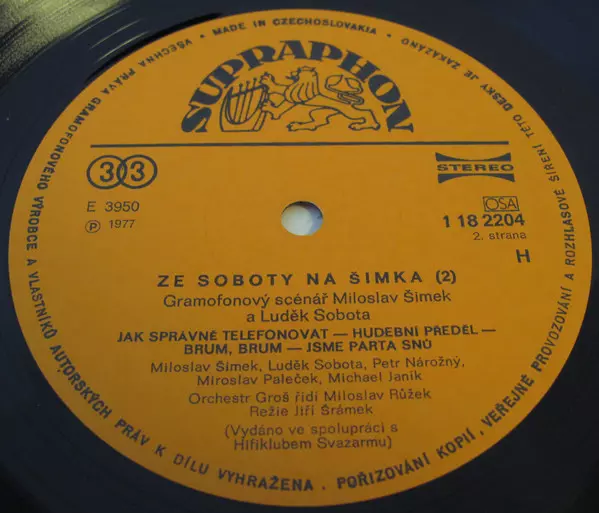 • MADE IN CZECHOSLOVAKIA • VŠECHNA PRÁVA GRAMOFONOVÉHO VÝROBCE A VLASTNÍKŮ AUTORSKÝCH PRÁV K DÍLU VYHRAŽENA. POŘIZOVÁNÍ KOPIÍ, VEŘEJNÉ PROVOZOVÁNÍ A ROZHLASOVÉ ŠÍŘENÍ TÉTO DESKY JE ZAKÁZÁNO
SUPRAPHON
33
STEREO
E 3950
OSA
Ⓟ 1977
1 18 2204
2. strana
H
ZE SOBOTY NA ŠIMKA (2)
Gramofonový scénář Miloslav Šimek
a Luděk Sobota
JAK SPRÁVNĚ TELEFONOVAT — HUDEBNÍ PŘEDĚL —
BRUM, BRUM — JSME PARTA SNŮ
Miloslav Šimek, Luděk Sobota, Petr Nárožný,
Miroslav Paleček, Michael Janík
Orchestr Groš řídí Miloslav Růžek
Režie Jiří Šrámek
(Vydáno ve spolupráci s
Hifiklubem Svazarmu)